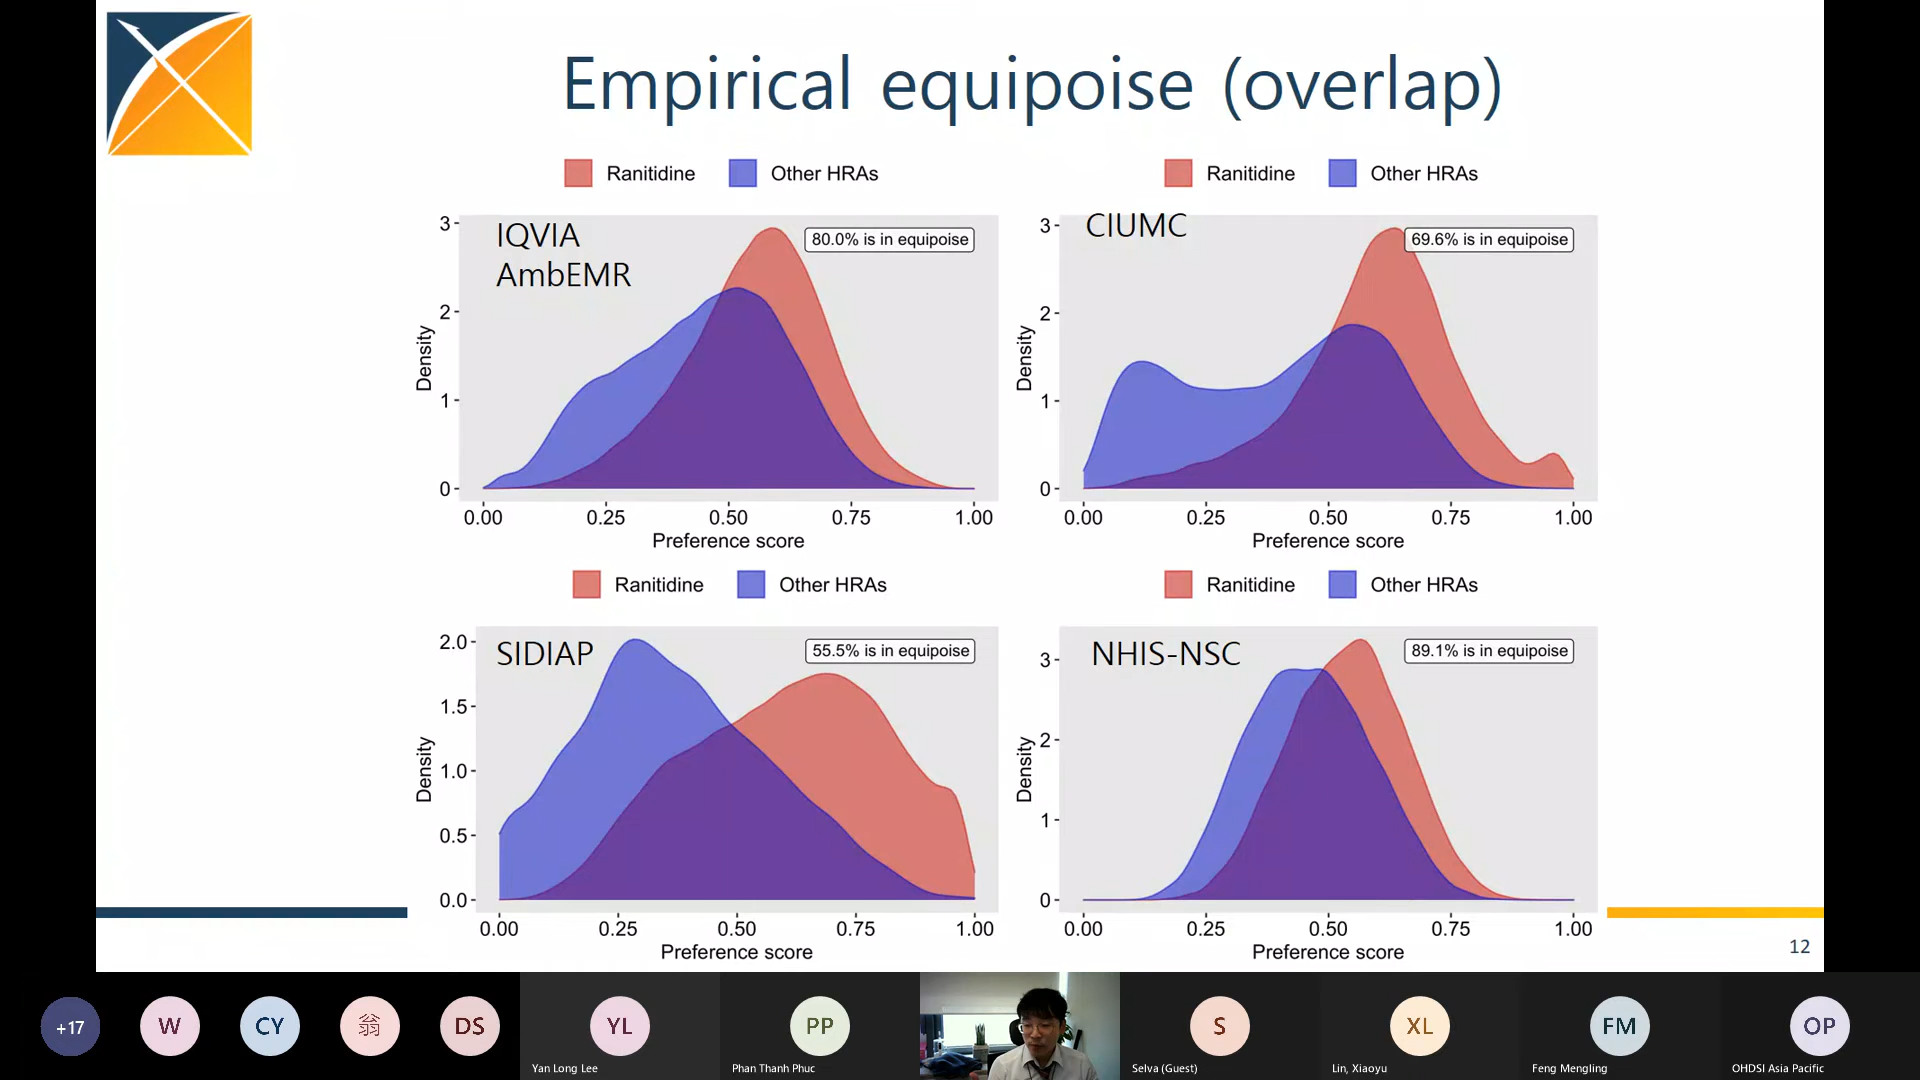 Empirical equipoise (overlap)
Ranitidine Other HRAs
Ranitidine Other HRAs
IQVIA
AmbEMR
80.0% is in equipoise
3
2
1
0
Density
0.00 0.25 0.50 0.75 1.00
Preference score
CIUMC
69.6% is in equipoise
3
2
1
0
Density
0.00 0.25 0.50 0.75 1.00
Preference score
Ranitidine Other HRAs
Ranitidine Other HRAs
SIDIAP
55.5% is in equipoise
2.0
1.5
1.0
0.5
0.0
Density
0.00 0.25 0.50 0.75 1.00
Preference score
NHIS-NSC
89.1% is in equipoise
3
2
1
0
Density
0.00 0.25 0.50 0.75 1.00
Preference score
12
+17
W
CY
翁
DS
YL
Yan Long Lee
PP
Phan Thanh Phuc
S
Selva (Guest)
XL
Lin, Xiaoyu
FM
Feng Mengling
OP
OHDSI Asia Pacific